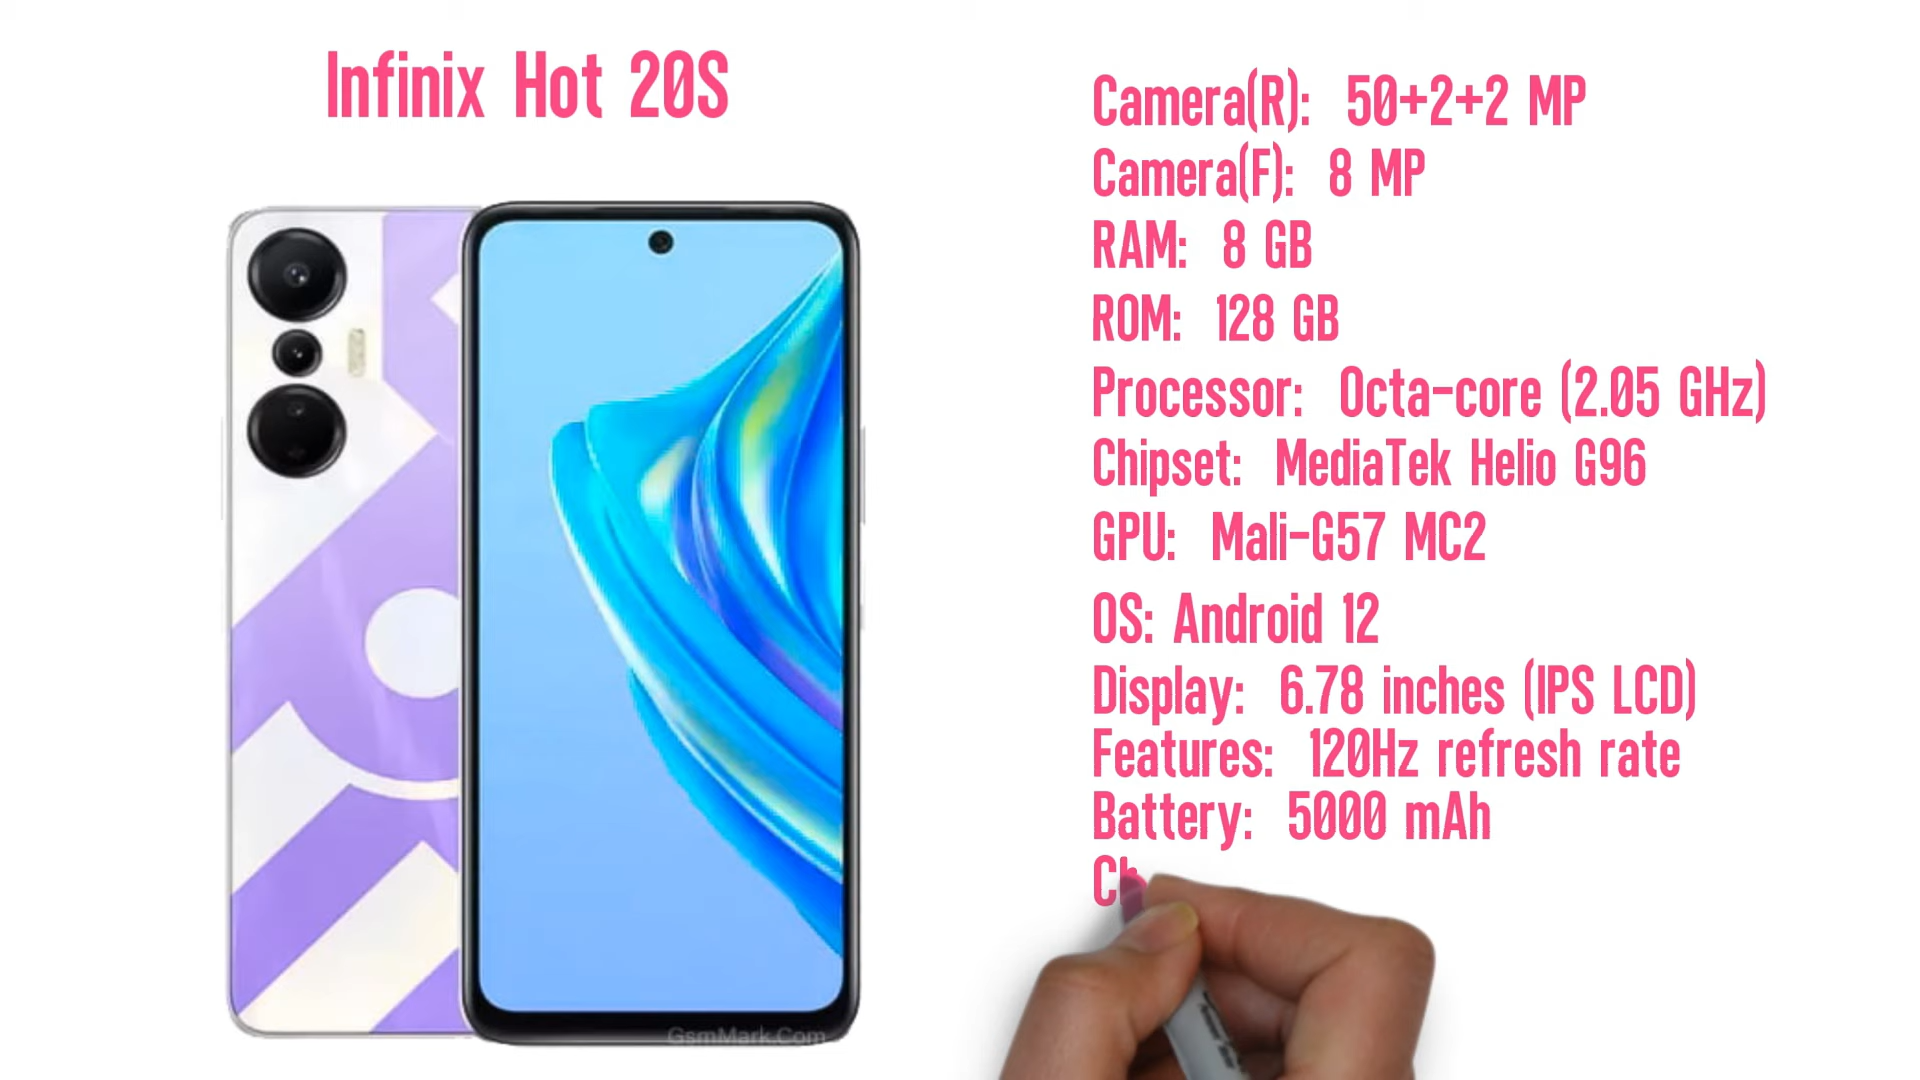 Infinix Hot 20S
Camera(R): 50+2+2 MP
Camera(F): 8 MP
RAM: 8 GB
ROM: 128 GB
Processor: Octa-core (2.05 GHz)
Chipset: MediaTek Helio G96
GPU: Mali-G57 MC2
OS: Android 12
Display: 6.78 inches (IPS LCD)
Features: 120Hz refresh rate
Battery: 5000 mAh
Ch
GsmMark.Com